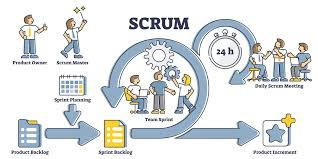 SCRUM
24 h
Product Owner
Scrum Master
Sprint Planning
Team Sprint
Daily Scrum Meeting
Product Backlog
Sprint Backlog
Product Increment